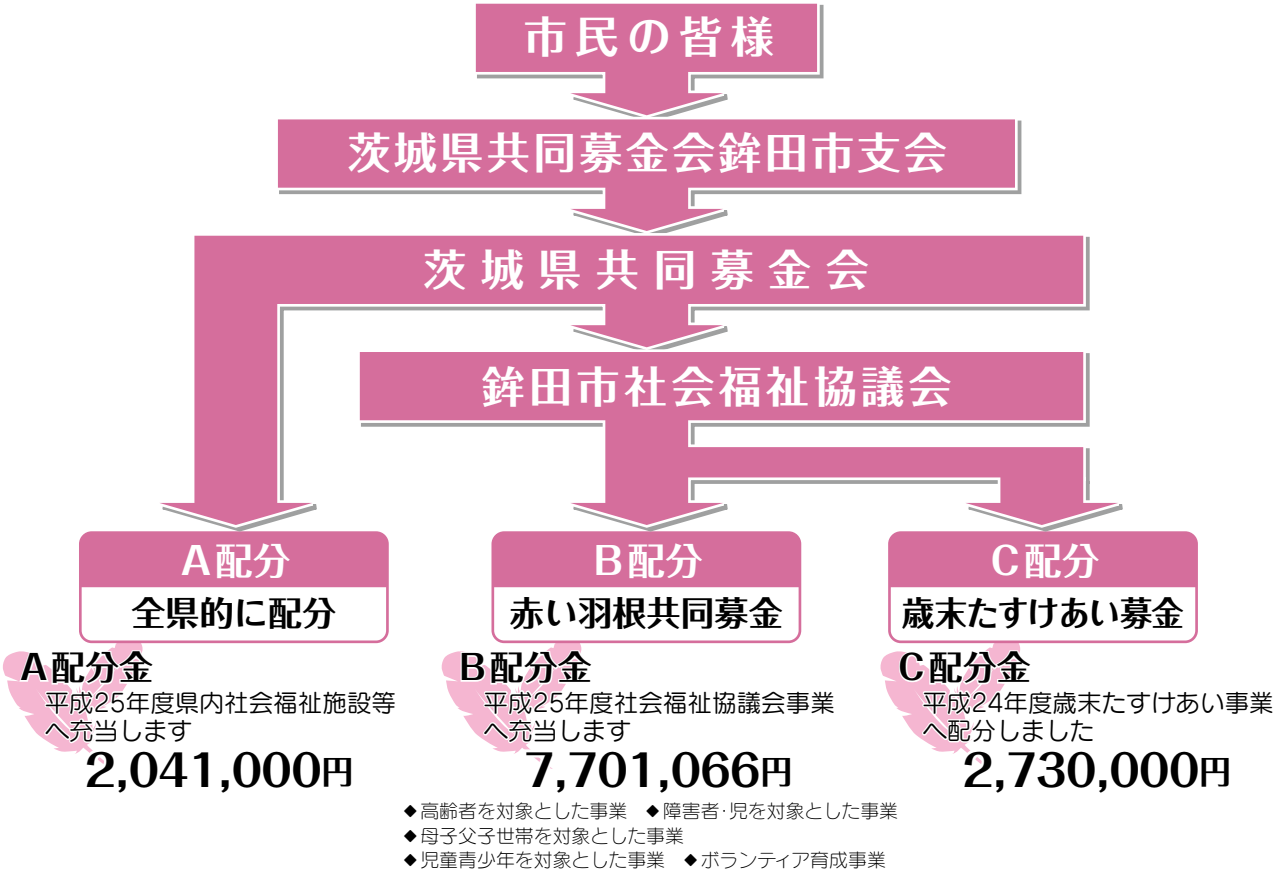 市民の皆様
茨城県共同募金会鉾田市支会
茨城県共同募金会
鉾田市社会福祉協議会
A配分
全県的に配分
A配分金
平成25年度県内社会福祉施設等
へ充当します
2,041,000円
B配分
赤い羽根共同募金
B配分金
平成25年度社会福祉協議会事業
へ充当します
7,701,066円
◆高齢者を対象とした事業　◆障害者・児を対象とした事業
◆母子父子世帯を対象とした事業
◆児童青少年を対象とした事業　◆ボランティア育成事業
C配分
歳末たすけあい募金
C配分金
平成24年度歳末たすけあい事業
へ配分しました
2,730,000円